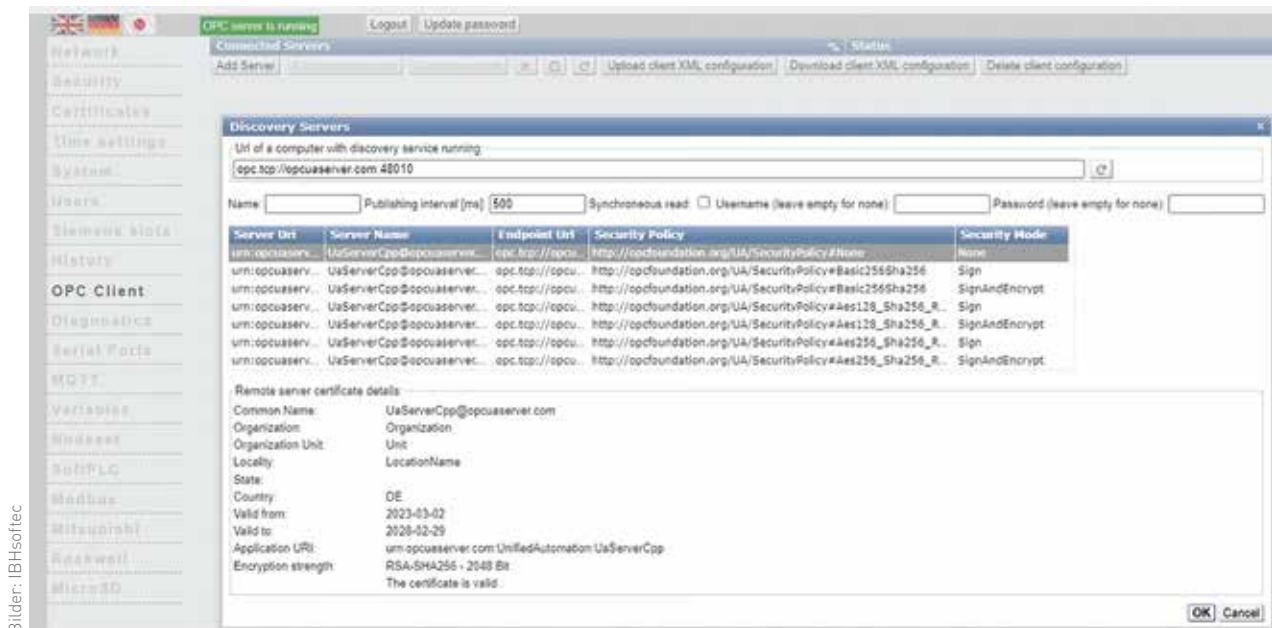 OPC server is running Logout Update password
Connected Servers Status
Add Server Upload client XML configuration Download client XML configuration Delete client configuration
Network
Security
Certificates
Time settings
System
Users
Siemens slots
History
OPC Client
Diagnostics
Serial Ports
MQTT
Variables
Nodeset
SoftPLC
Modbus
Mitsubishi
Rockwell
Micro3D
Discovery Servers
Url of a computer with discovery service running
opc.tcp://opcuaserver.com:48010
Name: Publishing interval [ms]: 500 Synchroneous read: Username (leave empty for none): Password (leave empty for none):
Server Uri Server Name Endpoint Url Security Policy Security Mode
urn:opcuaserv... UaServerCpp@opcuaserver... opc.tcp://opcu... http://opcfoundation.org/UA/SecurityPolicy#None None
urn:opcuaserv... UaServerCpp@opcuaserver... opc.tcp://opcu... http://opcfoundation.org/UA/SecurityPolicy#Basic256Sha256 Sign
urn:opcuaserv... UaServerCpp@opcuaserver... opc.tcp://opcu... http://opcfoundation.org/UA/SecurityPolicy#Basic256Sha256 SignAndEncrypt
urn:opcuaserv... UaServerCpp@opcuaserver... opc.tcp://opcu... http://opcfoundation.org/UA/SecurityPolicy#Aes128_Sha256_R... Sign
urn:opcuaserv... UaServerCpp@opcuaserver... opc.tcp://opcu... http://opcfoundation.org/UA/SecurityPolicy#Aes128_Sha256_R... SignAndEncrypt
urn:opcuaserv... UaServerCpp@opcuaserver... opc.tcp://opcu... http://opcfoundation.org/UA/SecurityPolicy#Aes256_Sha256_R... Sign
urn:opcuaserv... UaServerCpp@opcuaserver... opc.tcp://opcu... http://opcfoundation.org/UA/SecurityPolicy#Aes256_Sha256_R... SignAndEncrypt
Remote server certificate details
Common Name: UaServerCpp@opcuaserver.com
Organization: Organization
Organization Unit: Unit
Locality: LocationName
State:
Country: DE
Valid from: 2023-03-02
Valid to: 2028-02-29
Application URI: urn:opcuaserver.com:UnifiedAutomation:UaServerCpp
Encryption strength: RSA-SHA256 - 2048 Bit
The certificate is valid
OK Cancel
Bilder: IBHsoftec